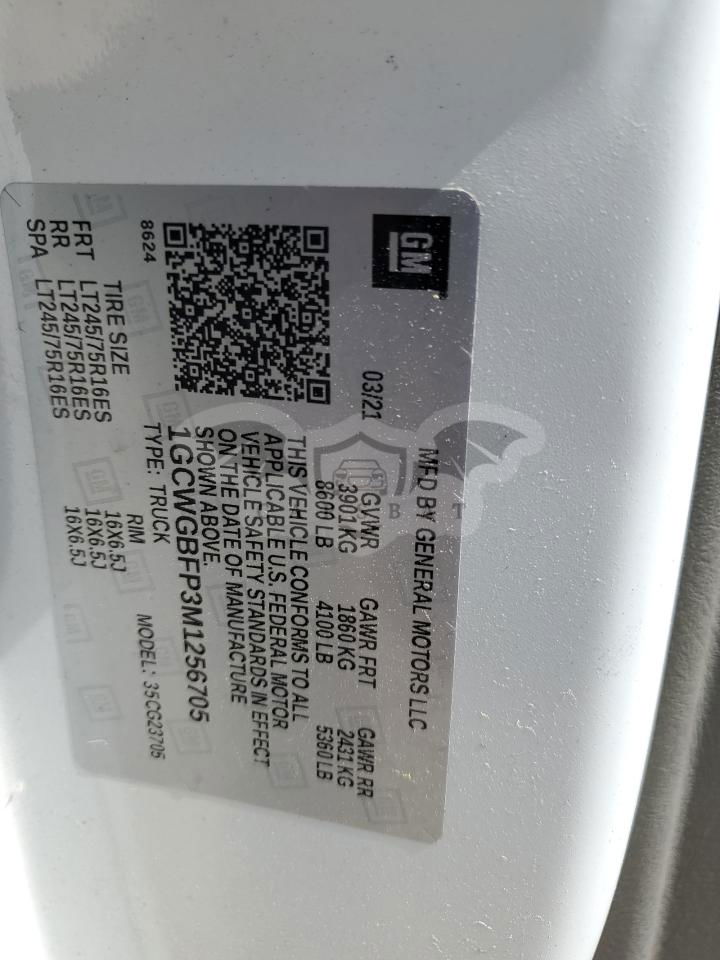 GM
MFD BY GENERAL MOTORS LLC
03/21 GVWR GAWR FRT GAWR RR
3901 KG 1860 KG 2431 KG
8600 LB 4100 LB 5360 LB
THIS VEHICLE CONFORMS TO ALL
APPLICABLE U.S. FEDERAL MOTOR
VEHICLE SAFETY STANDARDS IN EFFECT
ON THE DATE OF MANUFACTURE
SHOWN ABOVE.
1GCWGBFP3M1256705
8624 TYPE: TRUCK MODEL: 35CG23705
TIRE SIZE RIM
FRT LT245/75R16ES 16X6.5J
RR LT245/75R16ES 16X6.5J
SPA LT245/75R16ES 16X6.5J